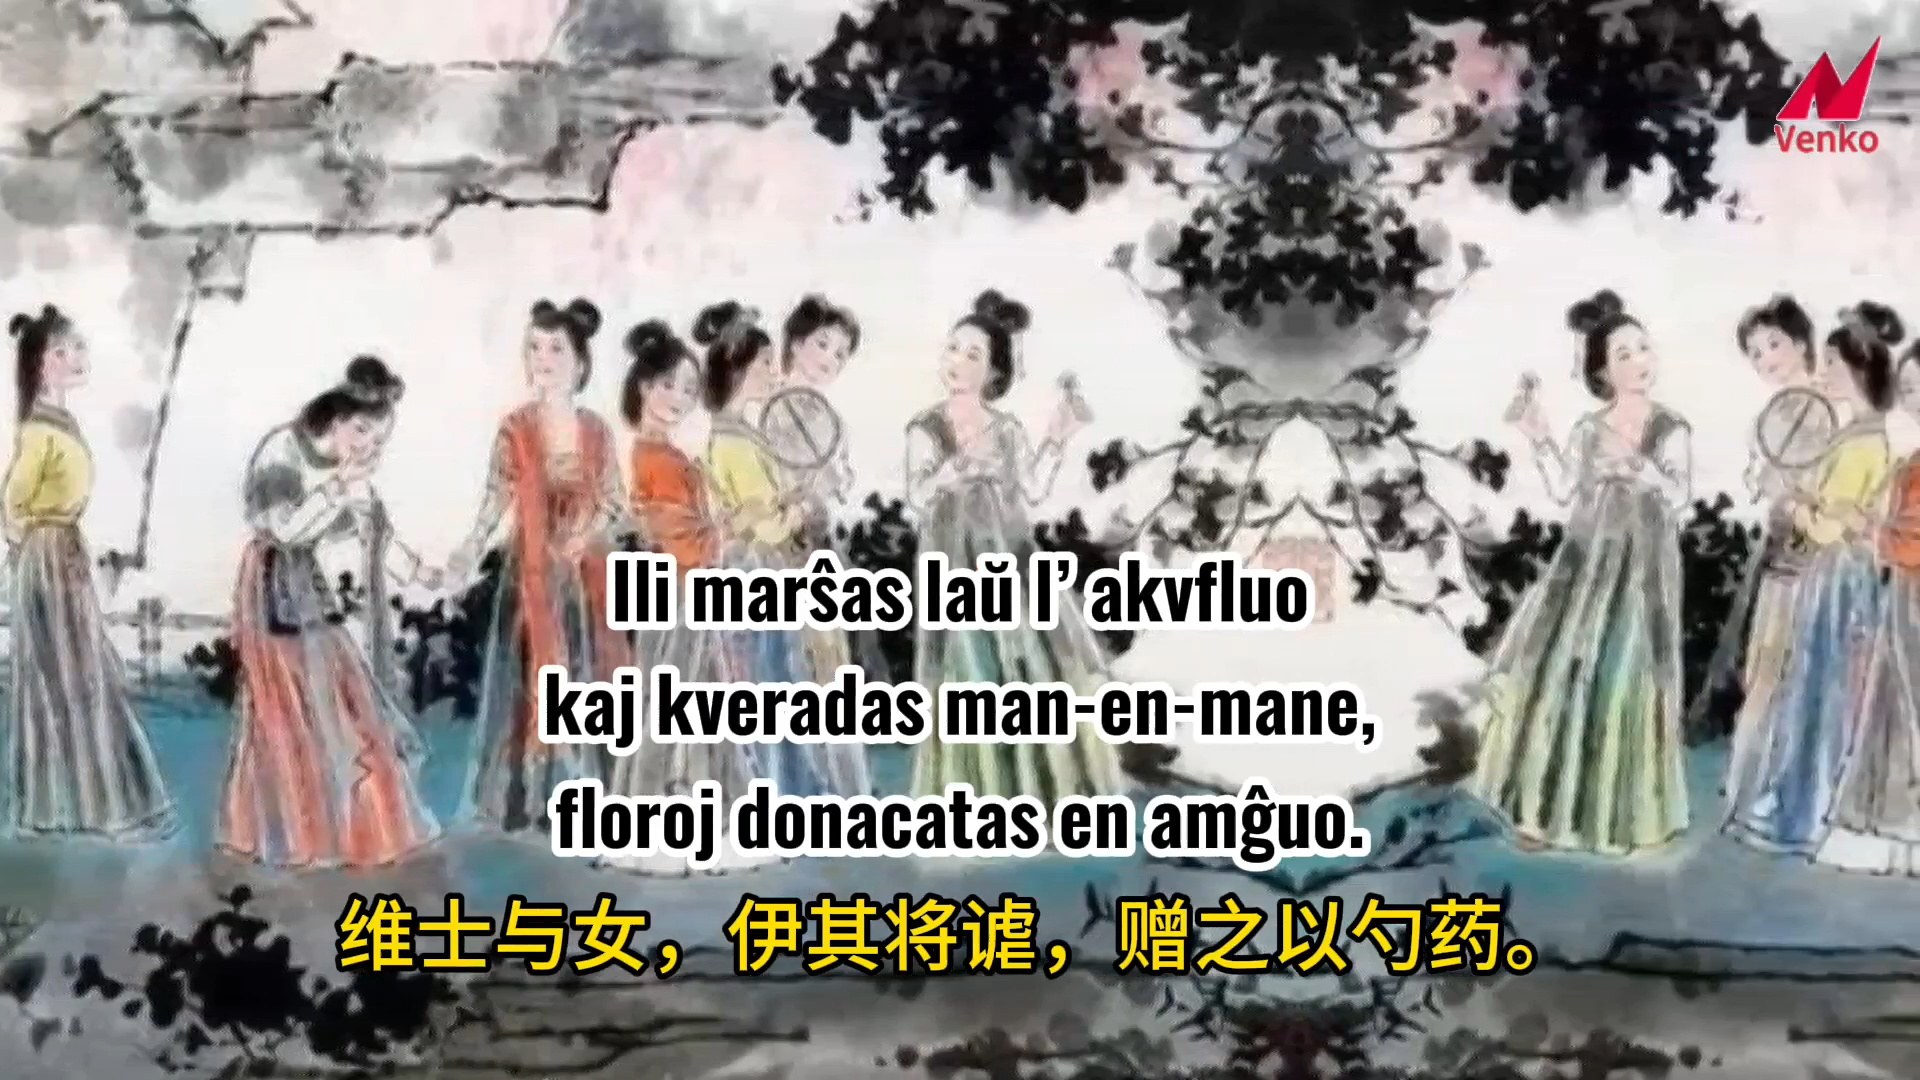 Venko
Ili marŝas laŭ l’ akvfluo
kaj kveradas man-en-mane,
floroj donacatas en amĝuo.
维士与女，伊其将谑，赠之以勺药。